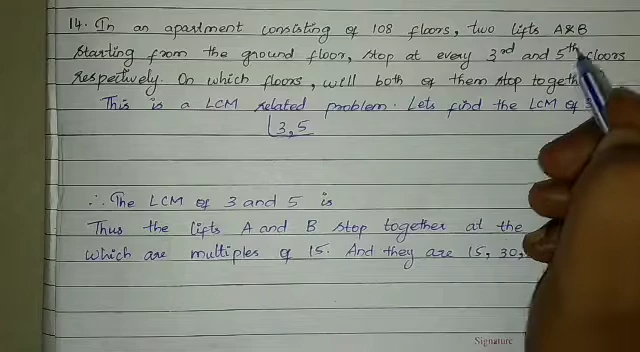 14. In an apartment consisting of 108 floors, two lifts A & B
starting from the ground floor, stop at every 3rd and 5th floors
respectively. On which floors, will both of them stop togeth
This is a LCM related problem. Lets find the LCM of 3
3, 5
∴ The LCM of 3 and 5 is
Thus the lifts A and B stop together at the
which are multiples of 15. And they are 15, 30,
Signature